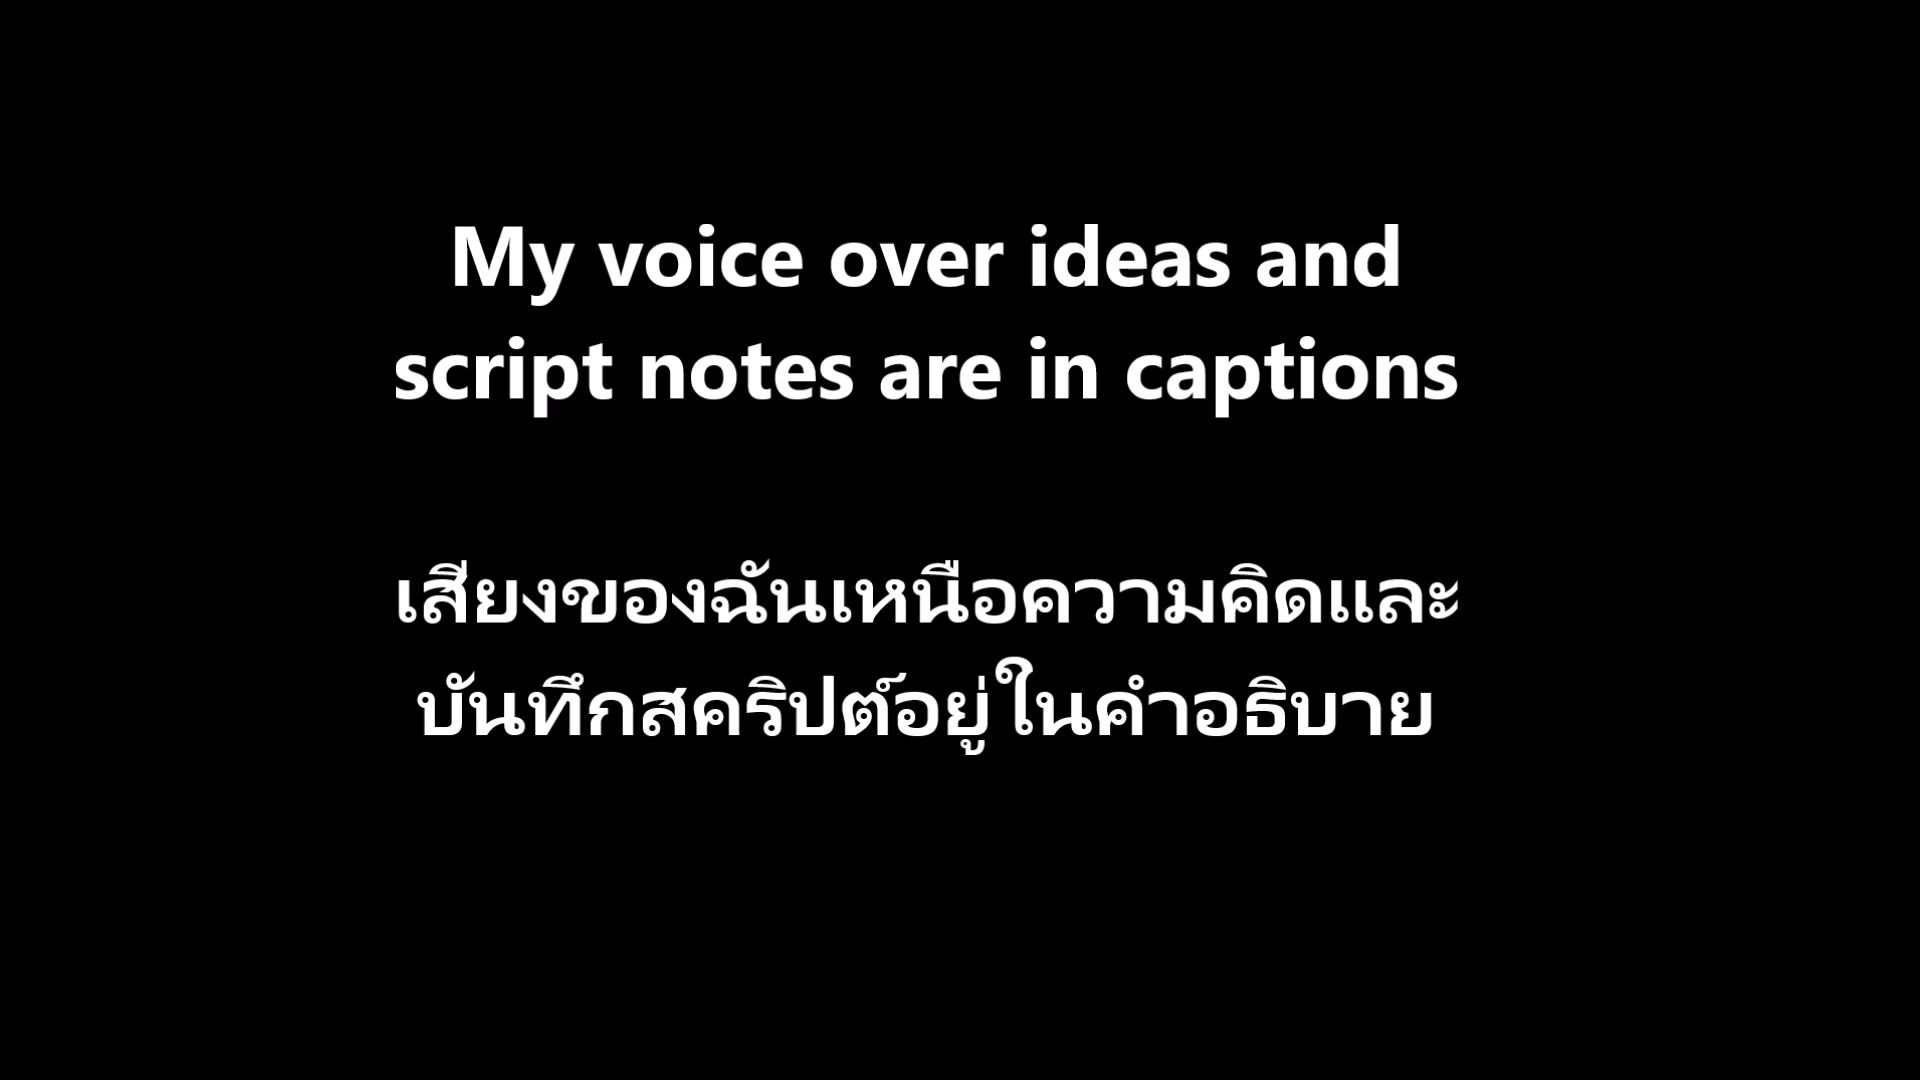 My voice over ideas and
script notes are in captions
เสียงของฉันเหนือความคิดและ
บันทึกสคริปต์อยู่ในคำอธิบาย